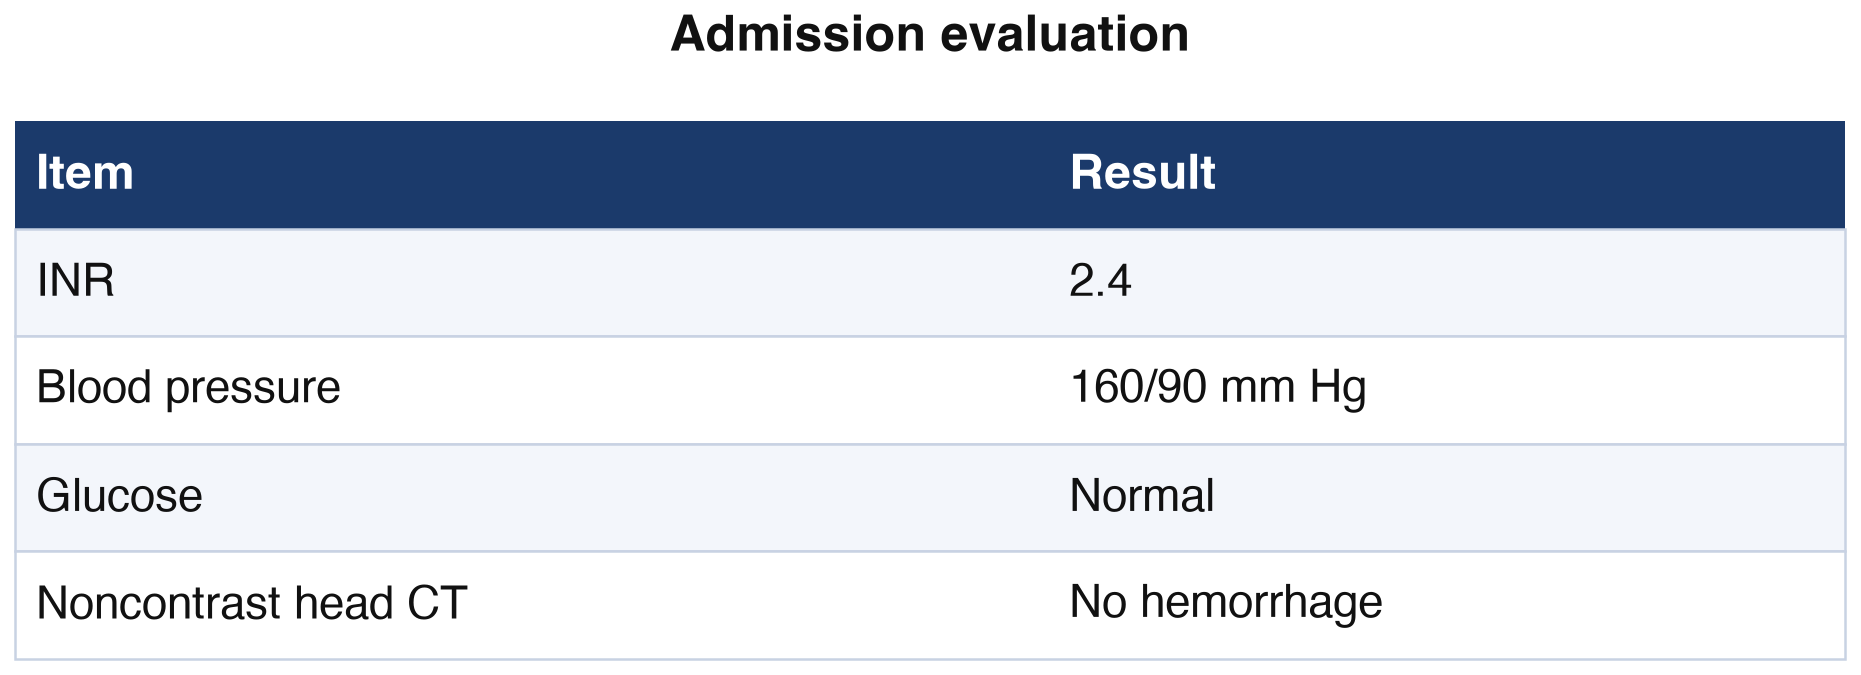 Admission evaluation
Item Result
INR 2.4
Blood pressure 160/90 mm Hg
Glucose Normal
Noncontrast head CT No hemorrhage